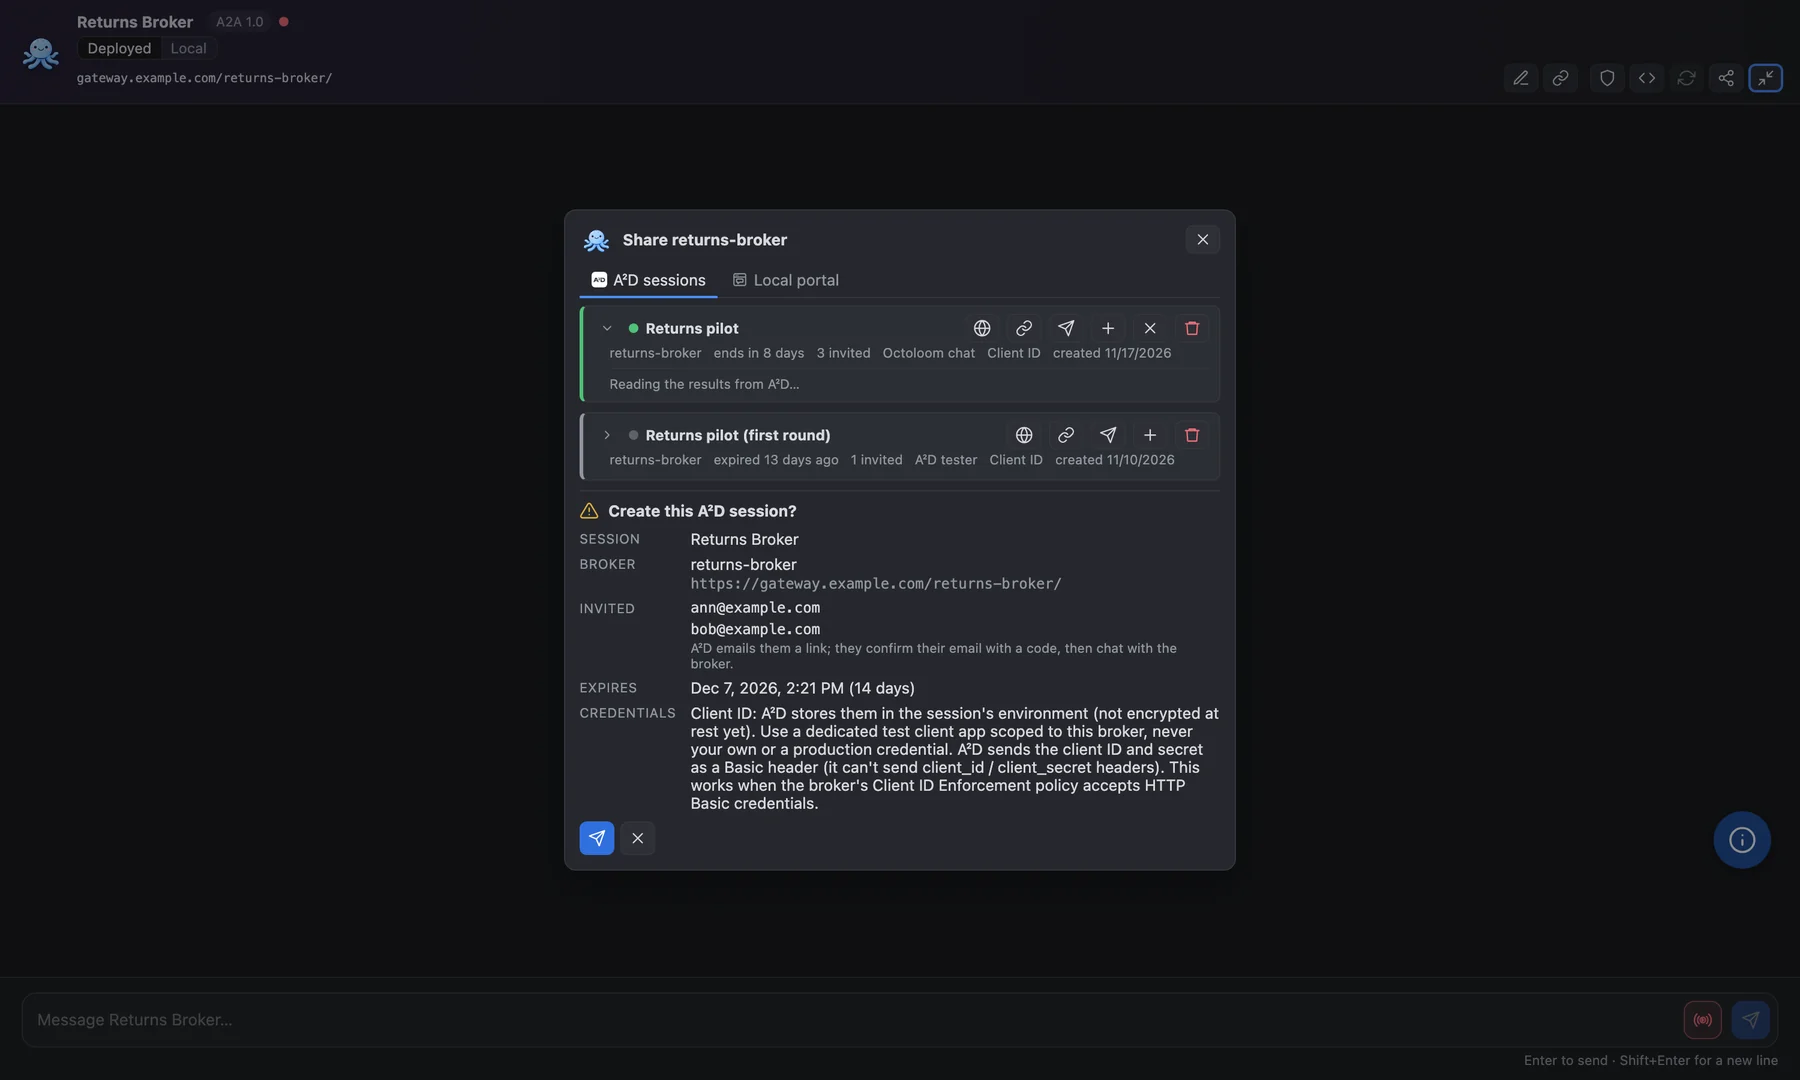 Returns Broker A2A 1.0
Deployed Local
gateway.example.com/returns-broker/
Share returns-broker
A²D A²D sessions Local portal
Returns pilot
returns-broker ends in 8 days 3 invited Octoloom chat Client ID created 11/17/2026
Reading the results from A²D...
Returns pilot (first round)
returns-broker expired 13 days ago 1 invited A²D tester Client ID created 11/10/2026
Create this A²D session?
SESSION Returns Broker
BROKER returns-broker
https://gateway.example.com/returns-broker/
INVITED ann@example.com
bob@example.com
A²D emails them a link; they confirm their email with a code, then chat with the
broker.
EXPIRES Dec 7, 2026, 2:21 PM (14 days)
CREDENTIALS Client ID: A²D stores them in the session's environment (not encrypted at
rest yet). Use a dedicated test client app scoped to this broker, never
your own or a production credential. A²D sends the client ID and secret
as a Basic header (it can't send client_id / client_secret headers). This
works when the broker's Client ID Enforcement policy accepts HTTP
Basic credentials.
Message Returns Broker...
Enter to send · Shift+Enter for a new line